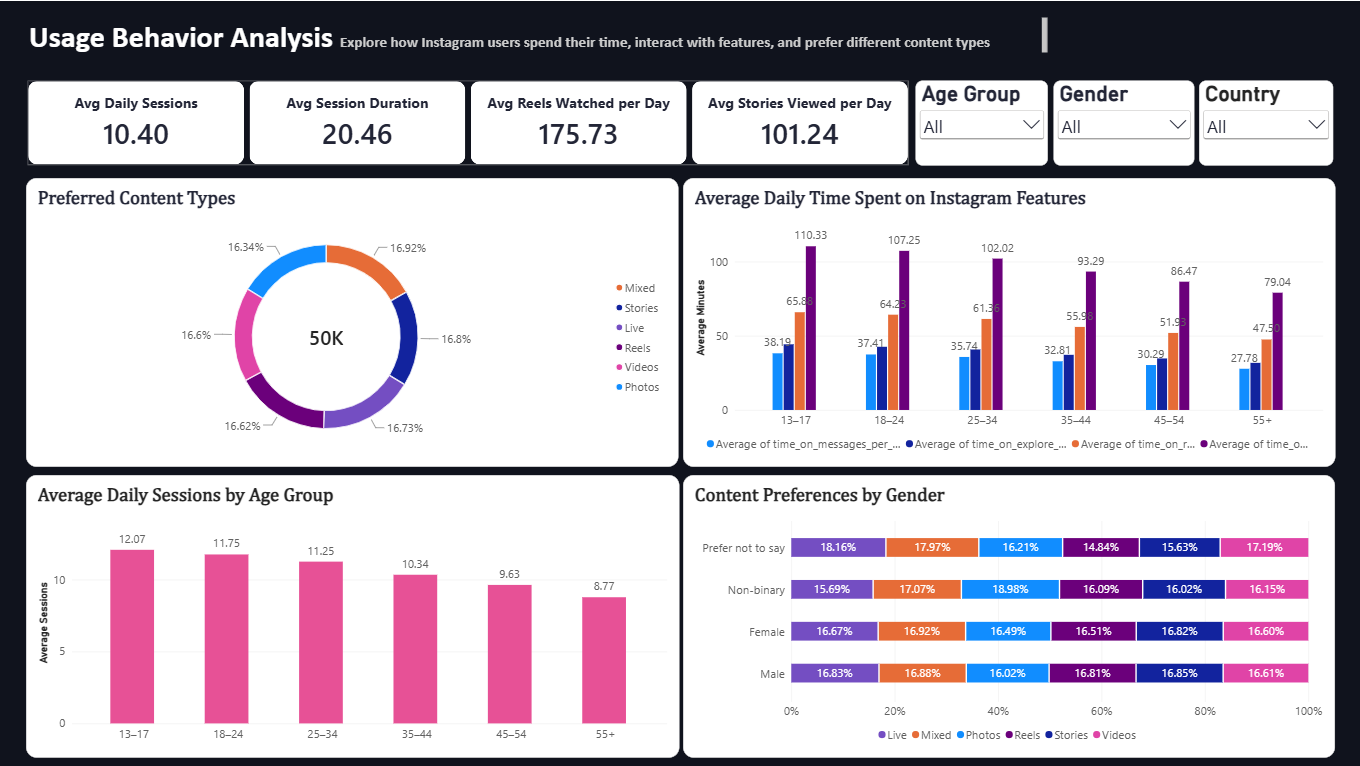 Usage Behavior Analysis Explore how Instagram users spend their time, interact with features, and prefer different content types
Avg Daily Sessions
10.40
Avg Session Duration
20.46
Avg Reels Watched per Day
175.73
Avg Stories Viewed per Day
101.24
Age Group
All
Gender
All
Country
All
Preferred Content Types
16.34%
16.92%
16.6%
16.8%
16.62%
16.73%
50K
Mixed
Stories
Live
Reels
Videos
Photos
Average Daily Time Spent on Instagram Features
Average Minutes
100
50
0
38.19
65.88
110.33
37.41
64.23
107.25
35.74
61.36
102.02
32.81
55.98
93.29
30.29
51.93
86.47
27.78
47.50
79.04
13–17
18–24
25–34
35–44
45–54
55+
Average of time_on_messages_per_...
Average of time_on_explore_...
Average of time_on_r...
Average of time_o...
Average Daily Sessions by Age Group
Average Sessions
10
5
0
12.07
11.75
11.25
10.34
9.63
8.77
13–17
18–24
25–34
35–44
45–54
55+
Content Preferences by Gender
Prefer not to say 18.16% 17.97% 16.21% 14.84% 15.63% 17.19%
Non-binary 15.69% 17.07% 18.98% 16.09% 16.02% 16.15%
Female 16.67% 16.92% 16.49% 16.51% 16.82% 16.60%
Male 16.83% 16.88% 16.02% 16.81% 16.85% 16.61%
0% 20% 40% 60% 80% 100%
Live Mixed Photos Reels Stories Videos